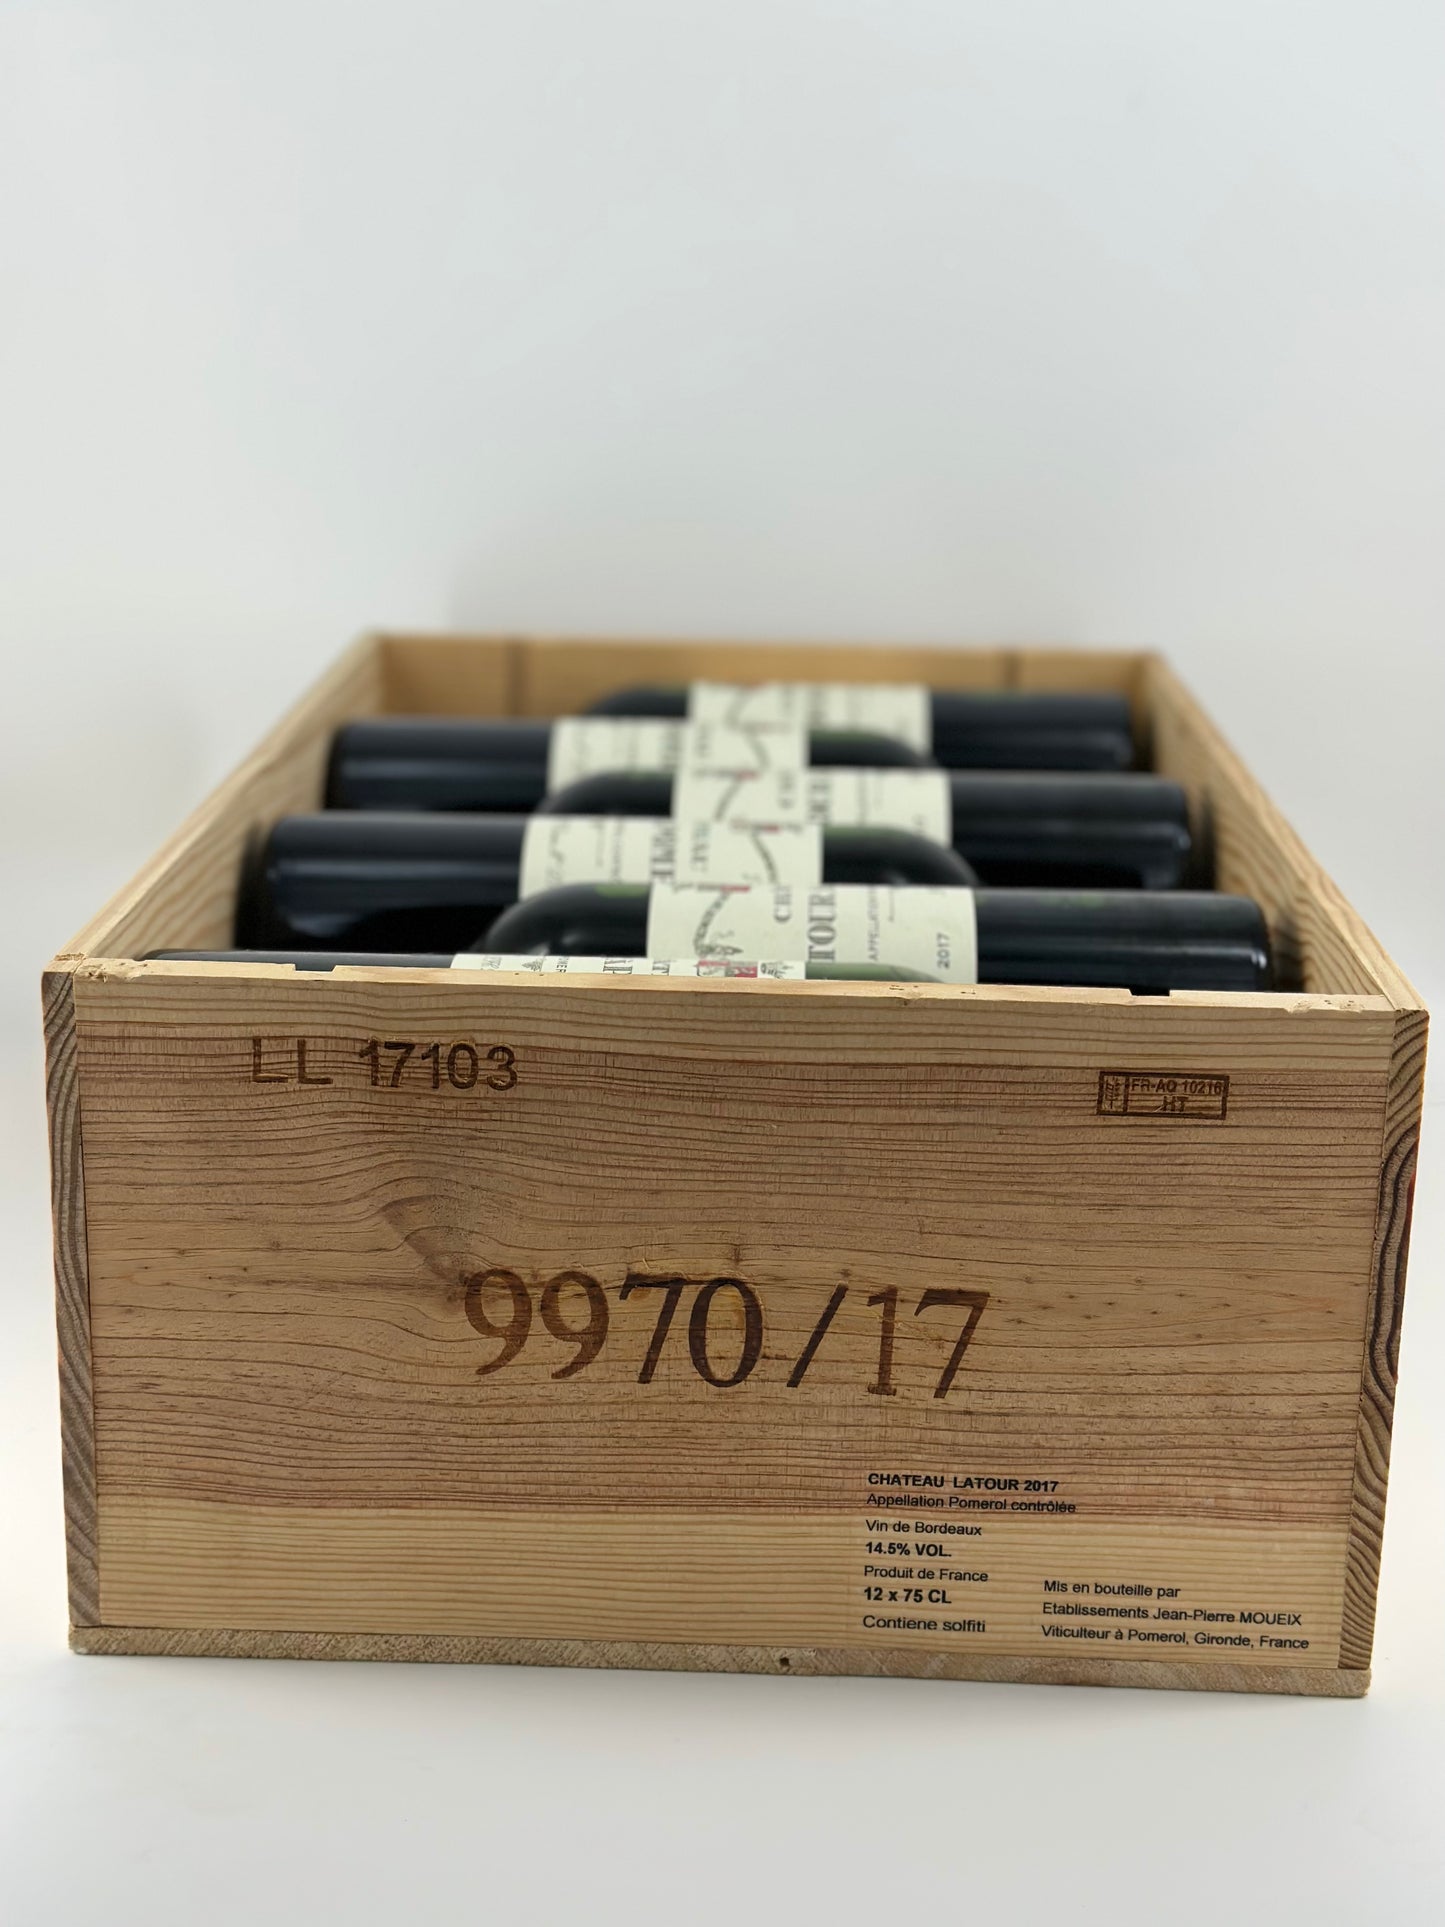 2017
LL 17103
FR-AQ 10216
HT
9970/17
CHATEAU LATOUR 2017
Appellation Pomerol contrôlée
Vin de Bordeaux
14.5% VOL.
Produit de France
12 x 75 CL
Contiene solfiti
Mis en bouteille par
Etablissements Jean-Pierre MOUEIX
Viticulteur à Pomerol, Gironde, France